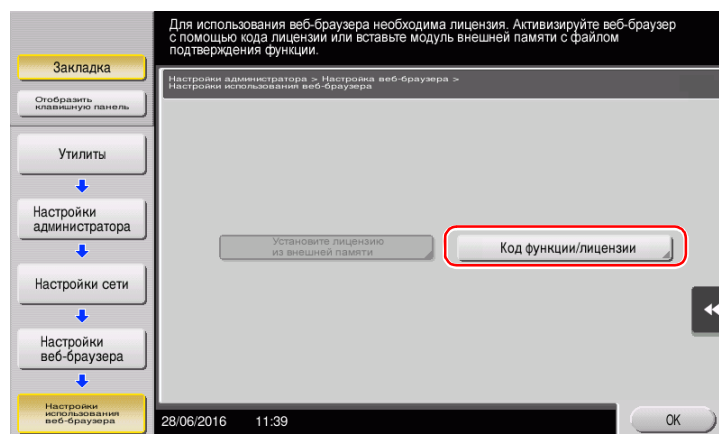 Для использования веб-браузера необходима лицензия. Активизируйте веб-браузер
с помощью кода лицензии или вставьте модуль внешней памяти с файлом
подтверждения функции.
Закладка
Отобразить
клавишную панель
Настройки администратора > Настройка веб-браузера >
Настройки использования веб-браузера
Утилиты
Настройки
администратора
Настройки сети
Настройки
веб-браузера
Настройки
использования
веб-браузера
Установите лицензию
из внешней памяти
Код функции/лицензии
28/06/2016 11:39
OK